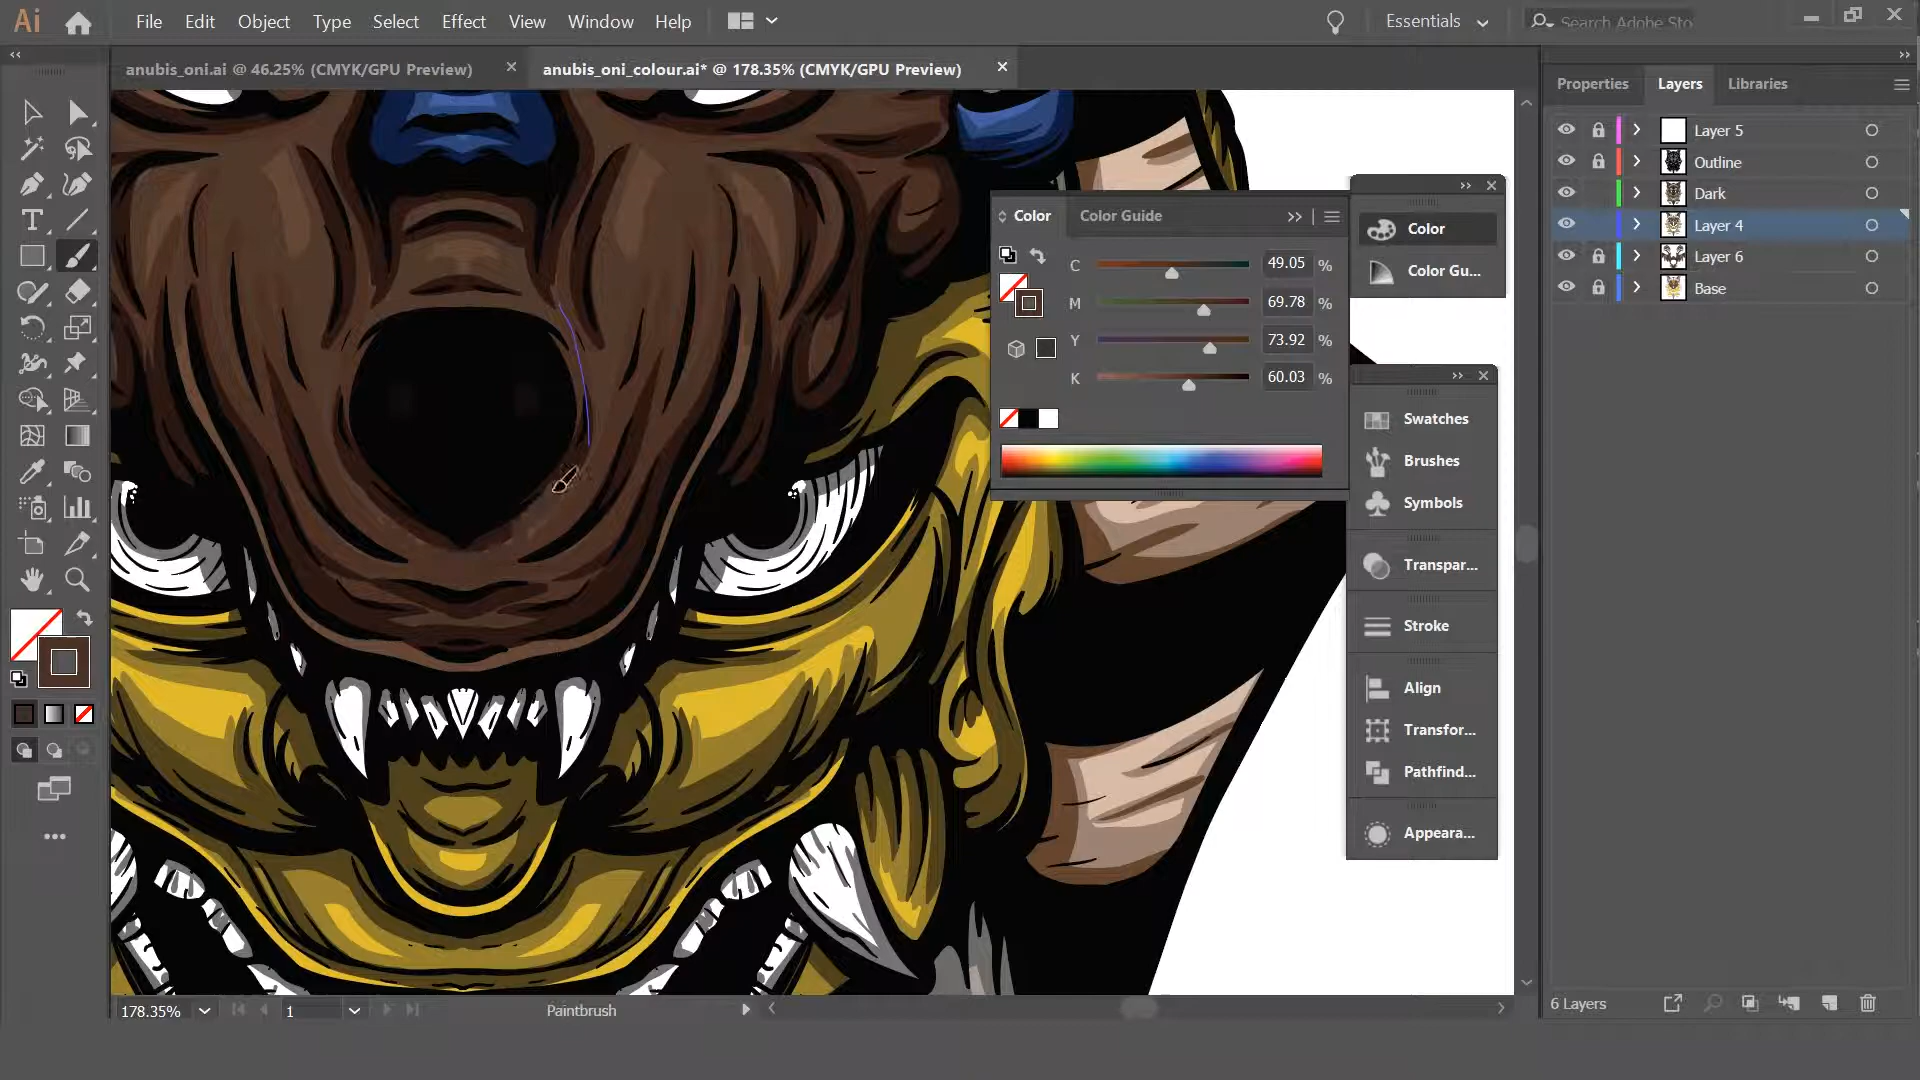 Ai File Edit Object Type Select Effect View Window Help Essentials Search Adobe Sto
anubis_oni.ai @ 46.25% (CMYK/GPU Preview) anubis_oni_colour.ai* @ 178.35% (CMYK/GPU Preview)
Properties Layers Libraries
Layer 5
Outline
Dark
Layer 4
Layer 6
Base
Color Color Guide
C 49.05 %
M 69.78 %
Y 73.92 %
K 60.03 %
Color
Color Gu...
Swatches
Brushes
Symbols
Transpar...
Stroke
Align
Transfor...
Pathfind...
Appeara...
178.35% 1 Paintbrush
6 Layers